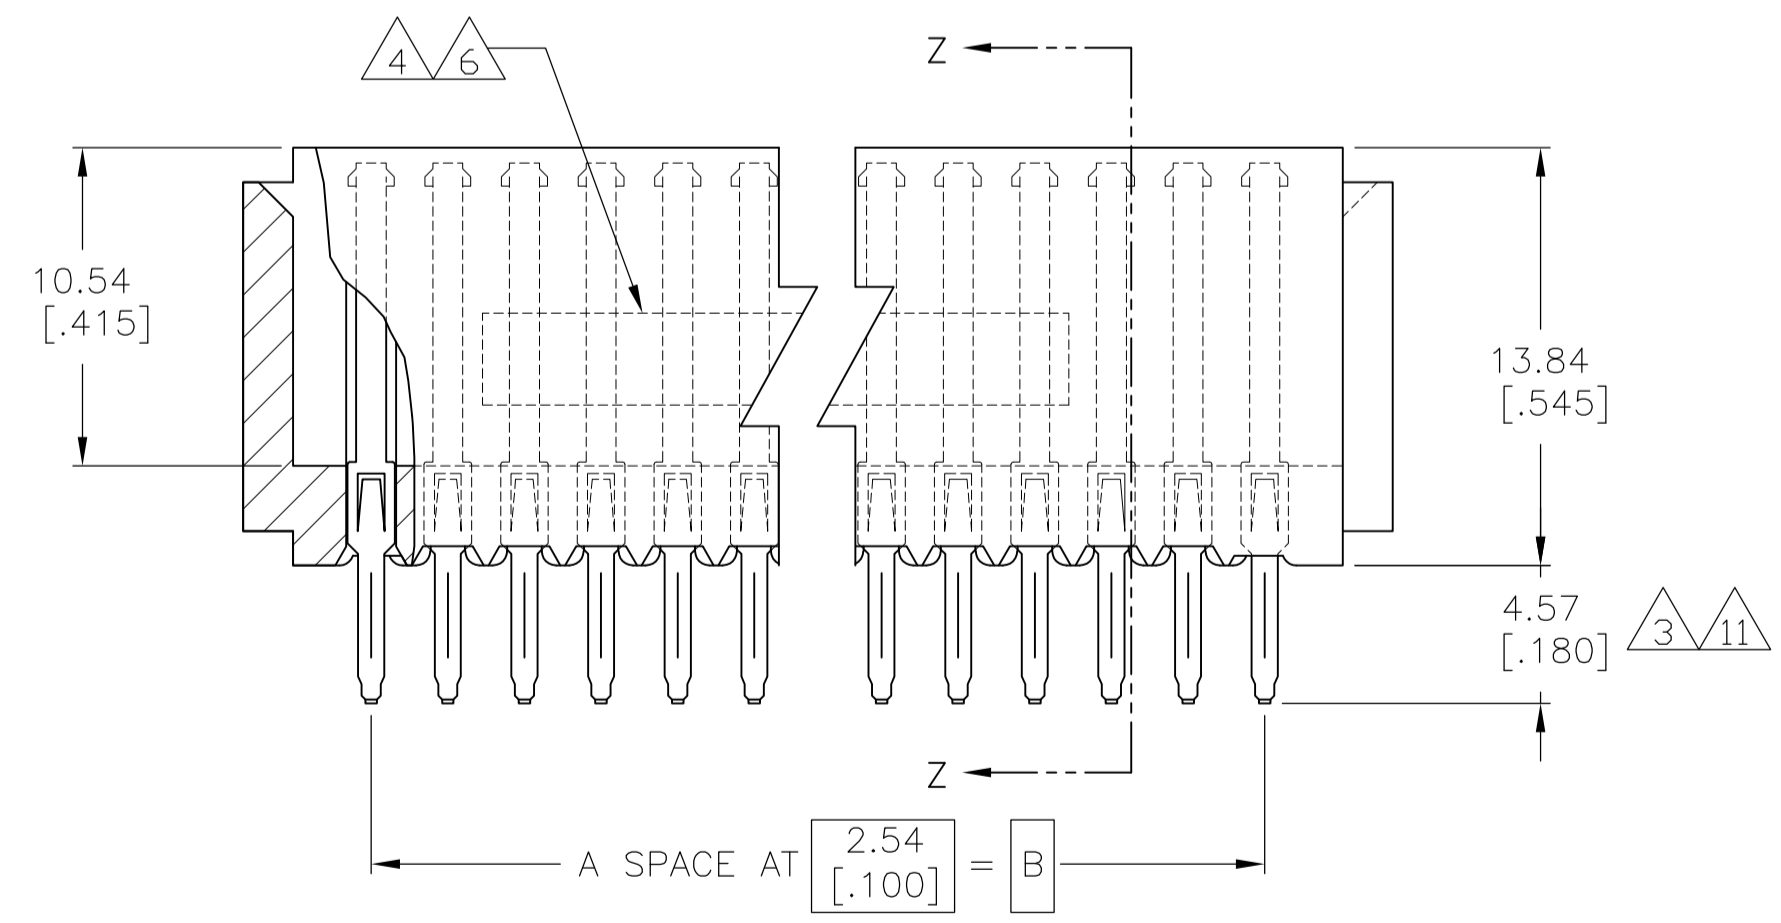 4 6
Z
10.54
[.415]
13.84
[.545]
4.57
[.180]
3 11
Z
A SPACE AT 2.54 [.100] = B